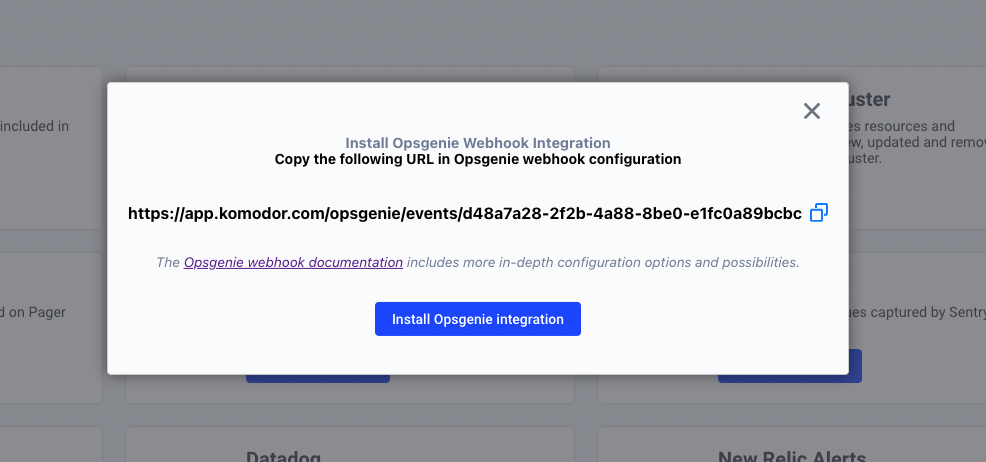 uster
included in
es resources and
w, updated and remov
uster.
Install Opsgenie Webhook Integration
Copy the following URL in Opsgenie webhook configuration
https://app.komodor.com/opsgenie/events/d48a7a28-2f2b-4a88-8be0-e1fc0a89bcbc
The Opsgenie webhook documentation includes more in-depth configuration options and possibilities.
d on Pager
ues captured by Sentry
Install Opsgenie integration
Datadog
New Relic Alerts